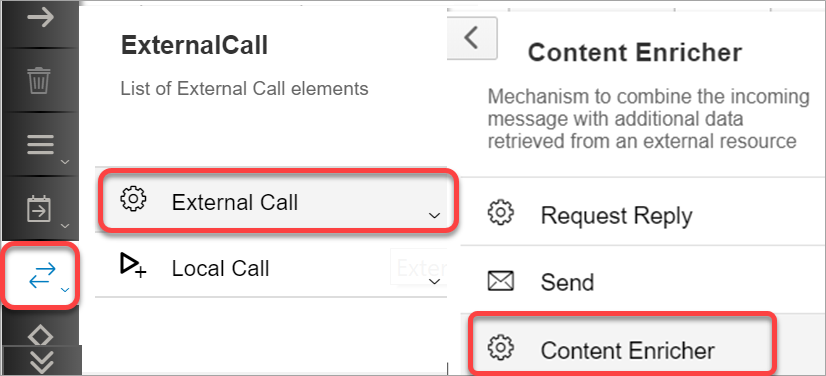 ExternalCall
List of External Call elements
External Call
Local Call
Exter
Content Enricher
Mechanism to combine the incoming
message with additional data
retrieved from an external resource
Request Reply
Send
Content Enricher